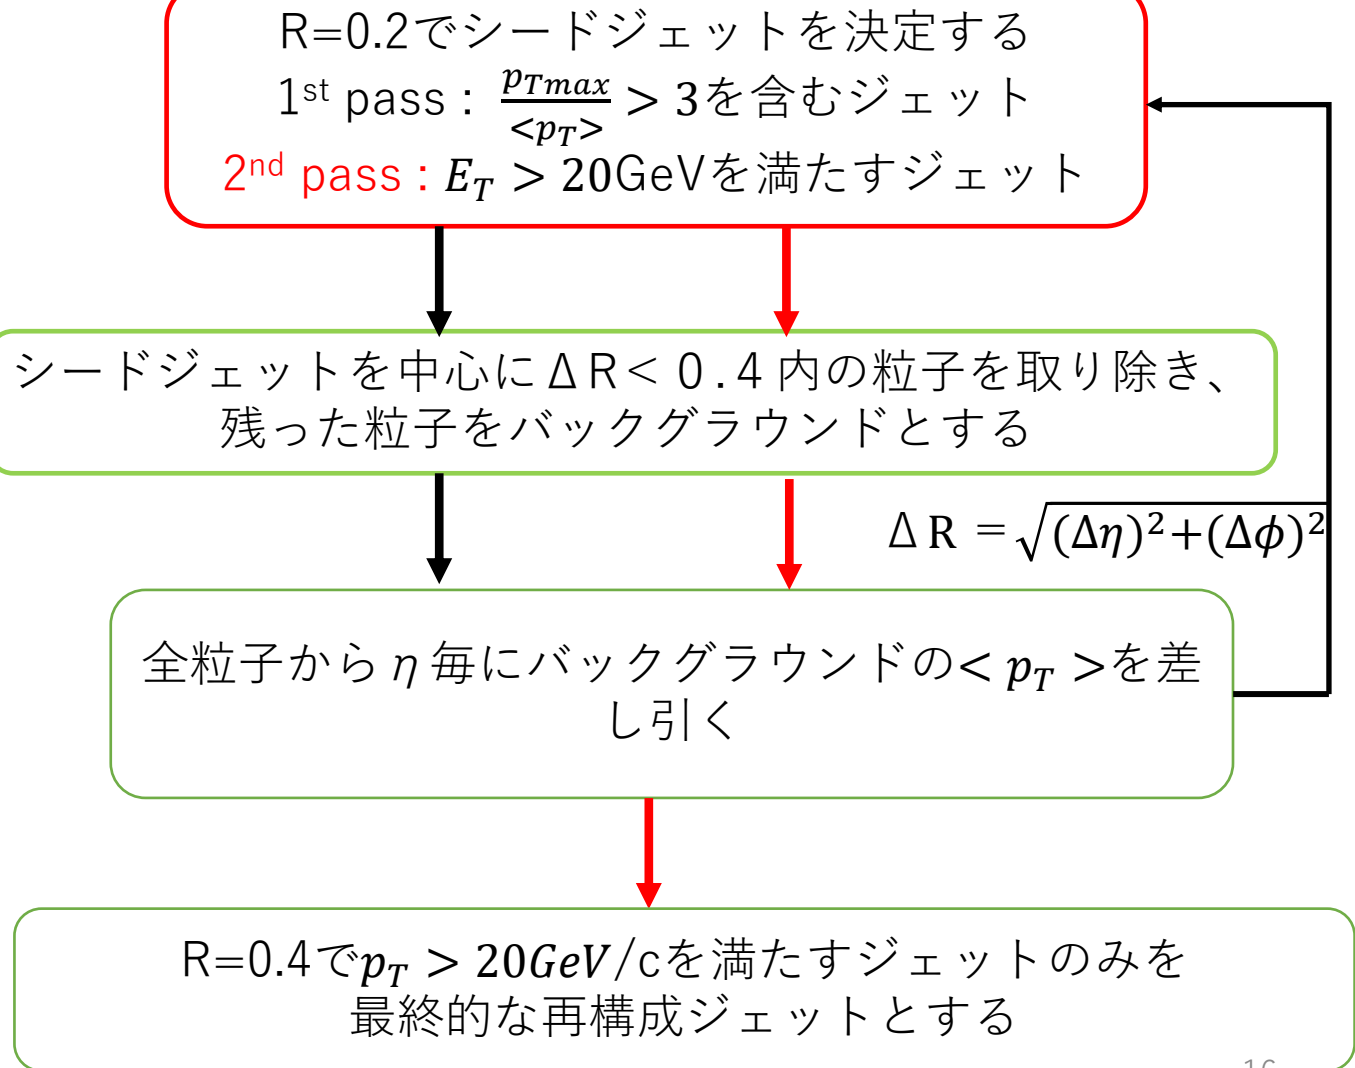 R=0.2でシードジェットを決定する
1st pass : pTmax/<pT> > 3を含むジェット
2nd pass : ET > 20GeVを満たすジェット
シードジェットを中心にΔR<0.4内の粒子を取り除き、
残った粒子をバックグラウンドとする
ΔR=√(Δη)²+(Δϕ)²
全粒子からη毎にバックグラウンドの< pT >を差
し引く
R=0.4でpT > 20GeV/cを満たすジェットのみを
最終的な再構成ジェットとする